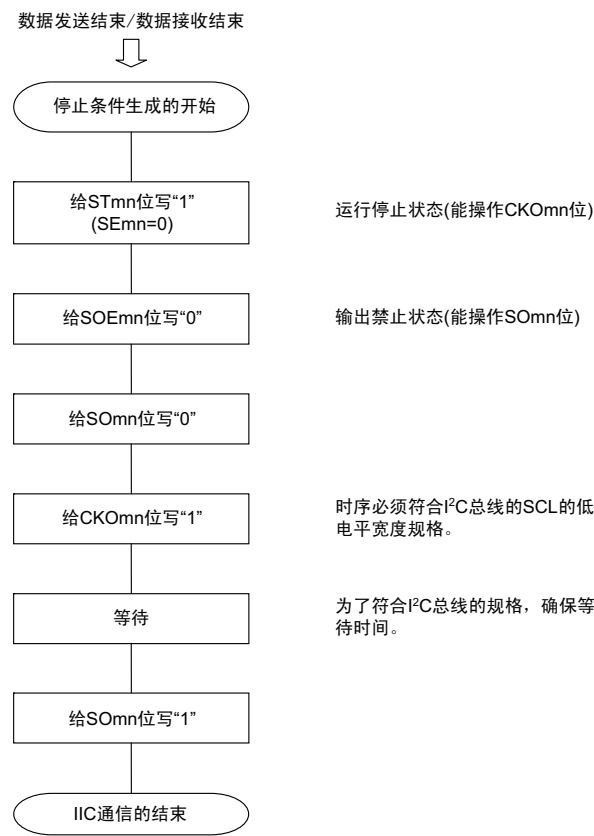 数据发送结束/数据接收结束
停止条件生成的开始
给STmn位写“1”
(SEmn=0)
运行停止状态(能操作CKOmn位)
给SOEmn位写“0”
输出禁止状态(能操作SOmn位)
给SOmn位写“0”
给CKOmn位写“1”
时序必须符合I²C总线的SCL的低
电平宽度规格。
等待
为了符合I²C总线的规格，确保等
待时间。
给SOmn位写“1”
IIC通信的结束